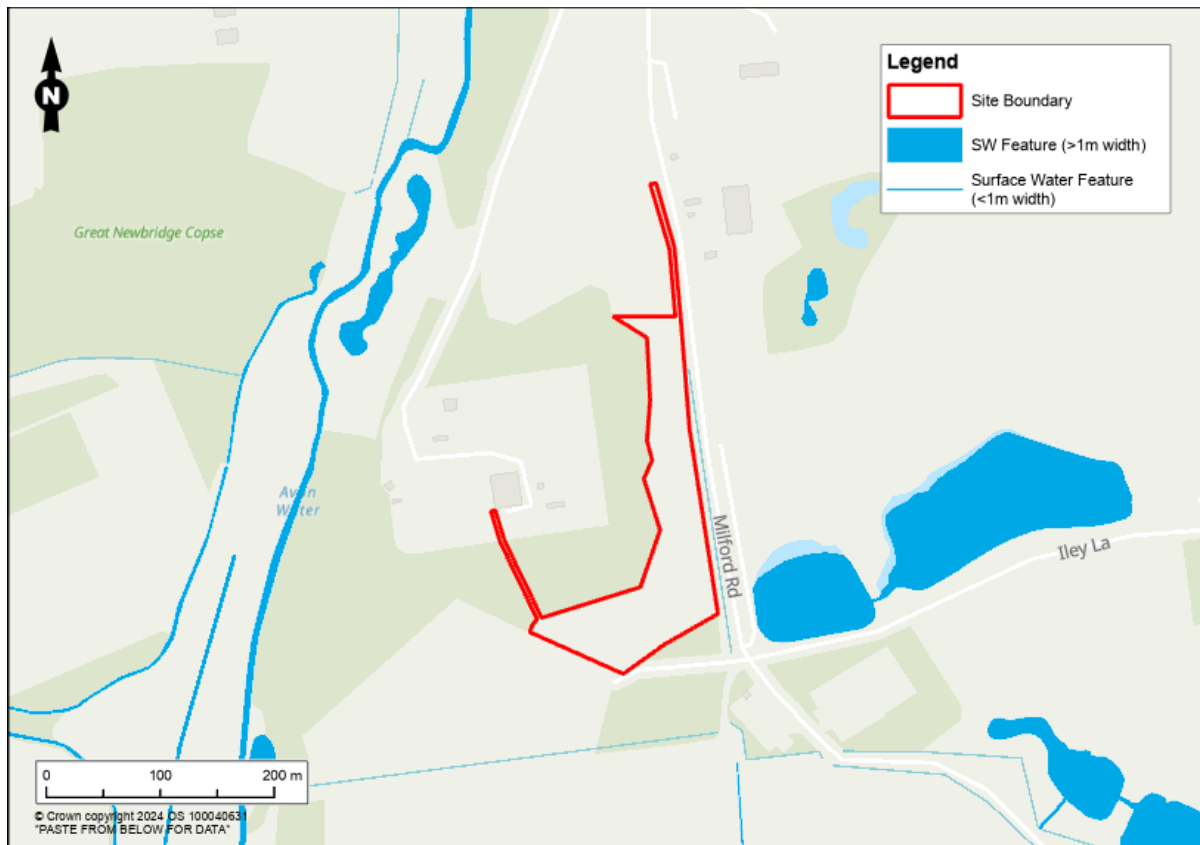 N
Legend
Site Boundary
SW Feature (>1m width)
Surface Water Feature
(<1m width)
Great Newbridge Copse
Avon
Water
Milford Rd
Iley La
0 100 200 m
© Crown copyright 2024 OS 100040631
"PASTE FROM BELOW FOR DATA"